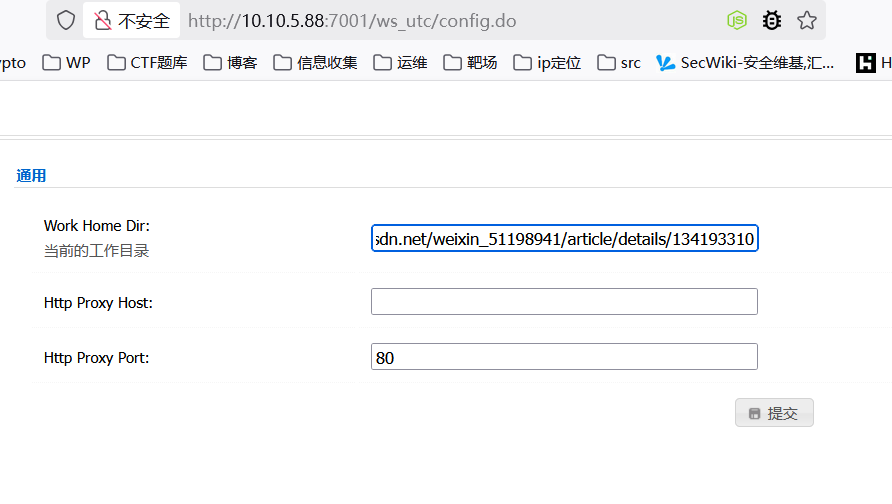 不安全 http://10.10.5.88:7001/ws_utc/config.do
ypto WP CTF题库 博客 信息收集 运维 靶场 ip定位 src SecWiki-安全维基,汇... H
通用
Work Home Dir:
当前的工作目录
sdn.net/weixin_51198941/article/details/134193310
Http Proxy Host:
Http Proxy Port:
80
提交